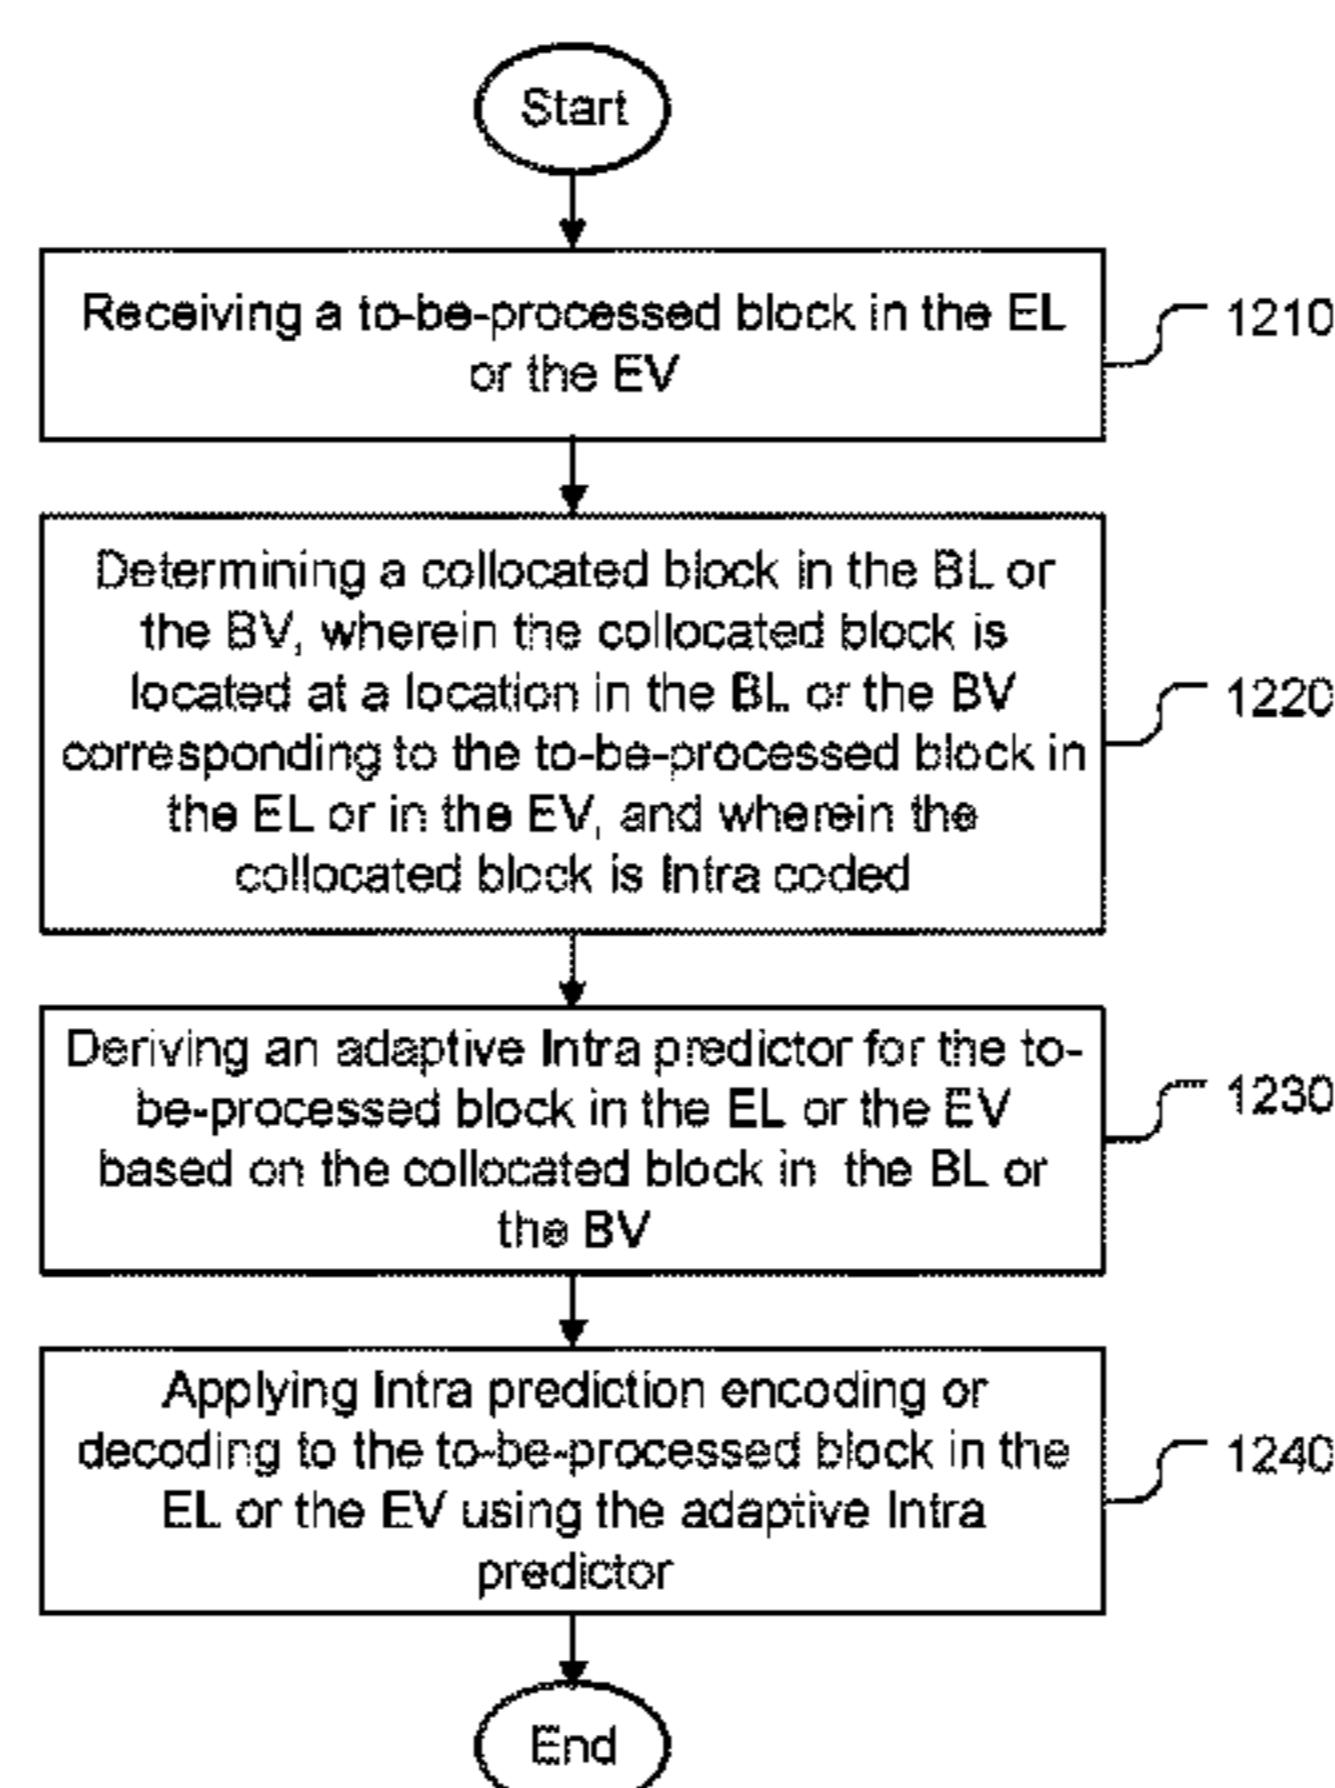 Start
Receiving a to-be-processed block in the EL
or the EV
1210
Determining a collocated block in the BL or
the BV, wherein the collocated block is
located at a location in the BL or the BV
corresponding to the to-be-processed block in
the EL or in the EV, and wherein the
collocated block is Intra coded
1220
Deriving an adaptive Intra predictor for the to-
be-processed block in the EL or the EV
based on the collocated block in the BL or
the BV
1230
Applying Intra prediction encoding or
decoding to the to-be-processed block in the
EL or the EV using the adaptive Intra
predictor
1240
End